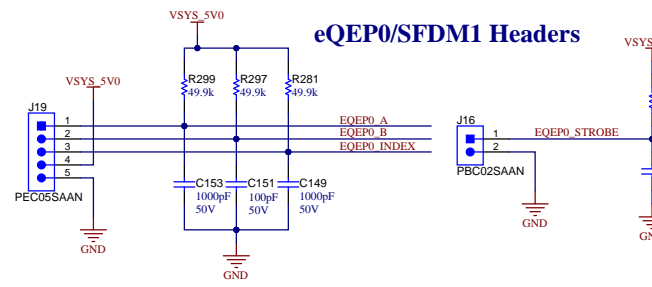 VSYS_5V0
eQEP0/SFDM1 Headers
VSYS
VSYS_5V0
R299
49.9k
R297
49.9k
R281
49.9k
J19
1
2
3
4
5
PEC05SAAN
EQEP0_A
EQEP0_B
EQEP0_INDEX
J16
1
2
PBC02SAAN
EQEP0_STROBE
C153
1000pF
50V
C151
100pF
50V
C149
1000pF
50V
GND
GND
GND